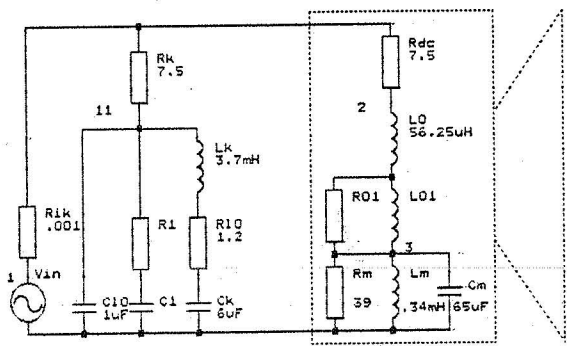 Rk
7.5
Rdc
7.5
11
2
L0
56.25uH
Lk
3.7mH
R01
L01
Rik
.001
R1
R10
1.2
3
1
Vin
Rm
39
Lm
.34mH
Cm
65uF
C10
1uF
C1
Ck
6uF